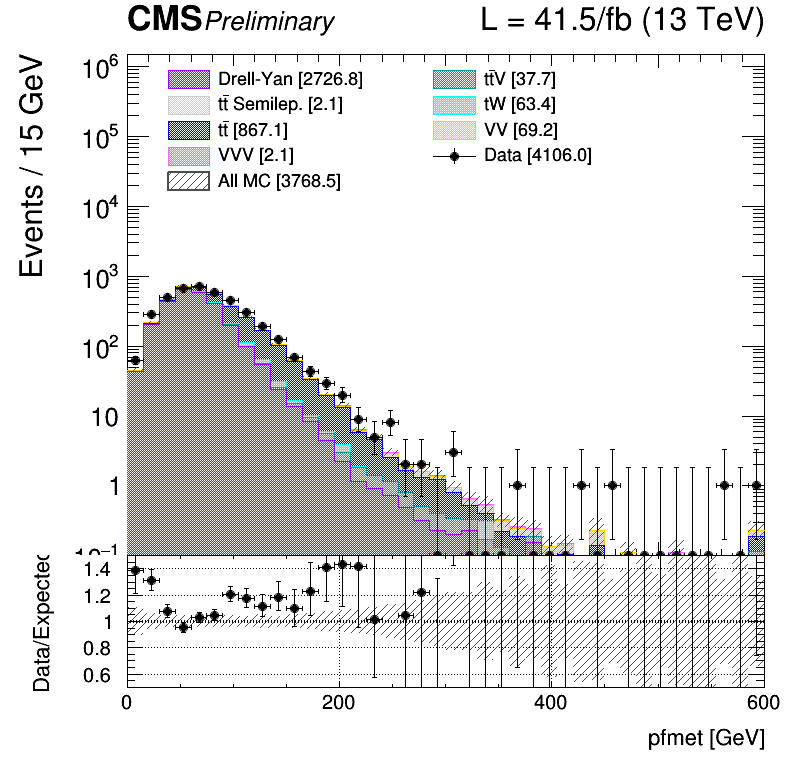 CMS Preliminary L = 41.5/fb (13 TeV)
Events / 15 GeV
10⁶
10⁵
10⁴
10³
10²
10
1
10⁻¹
Drell-Yan [2726.8]
tt̄ Semilep. [2.1]
tt̄ [867.1]
VVV [2.1]
All MC [3768.5]
tt̄V [37.7]
tW [63.4]
VV [69.2]
Data [4106.0]
Data/Expected
1.4
1.2
1
0.8
0.6
0 200 400 600
pfmet [GeV]